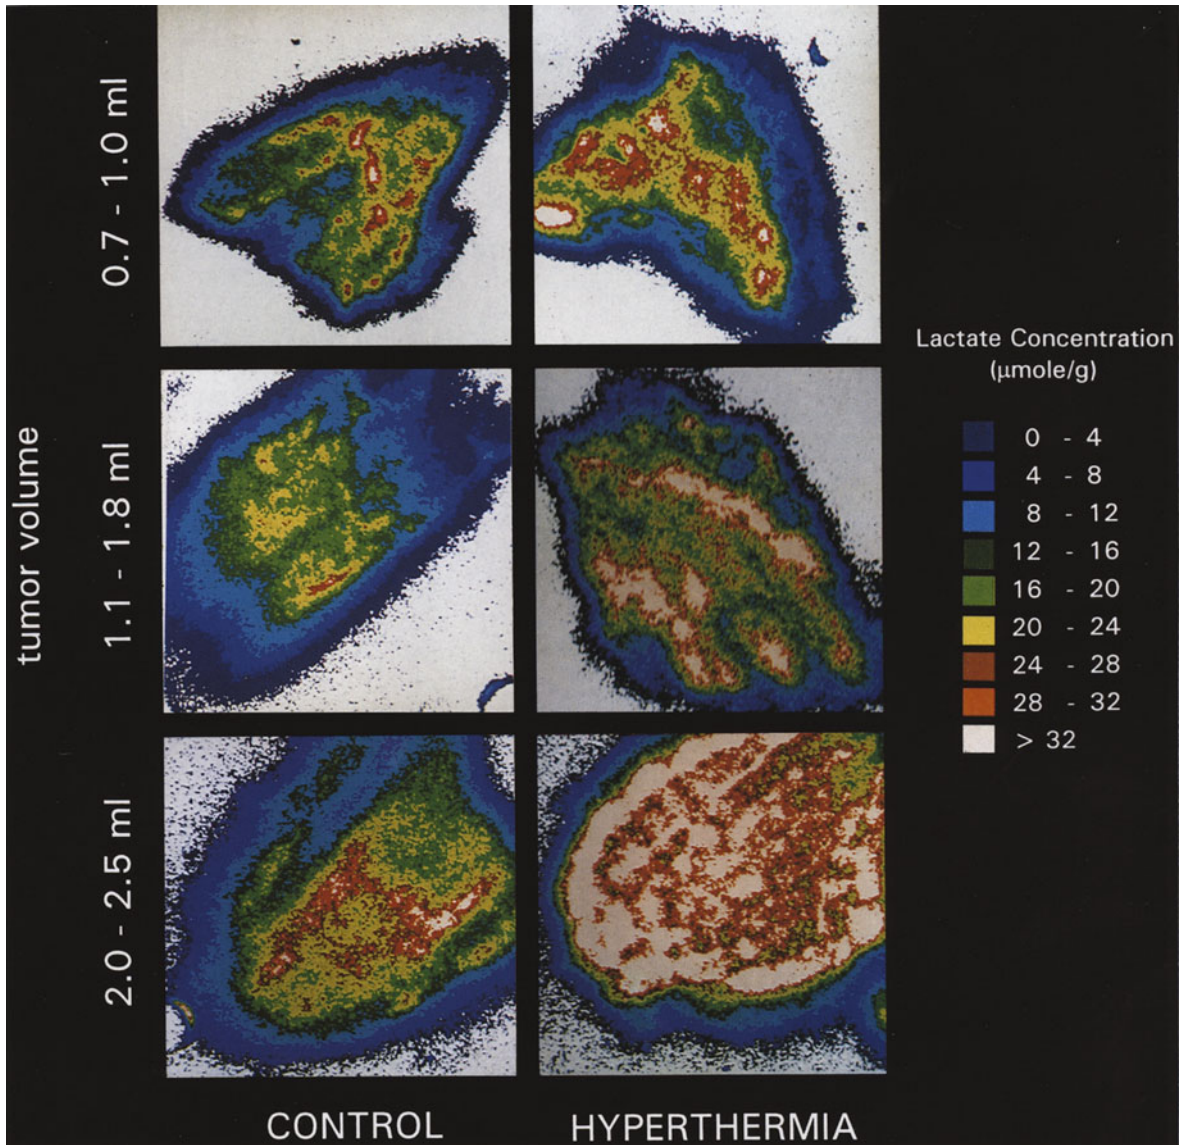 0.7 - 1.0 ml
1.1 - 1.8 ml
2.0 - 2.5 ml
tumor volume
Lactate Concentration
(μmole/g)
0 - 4
4 - 8
8 - 12
12 - 16
16 - 20
20 - 24
24 - 28
28 - 32
> 32
CONTROL
HYPERTHERMIA